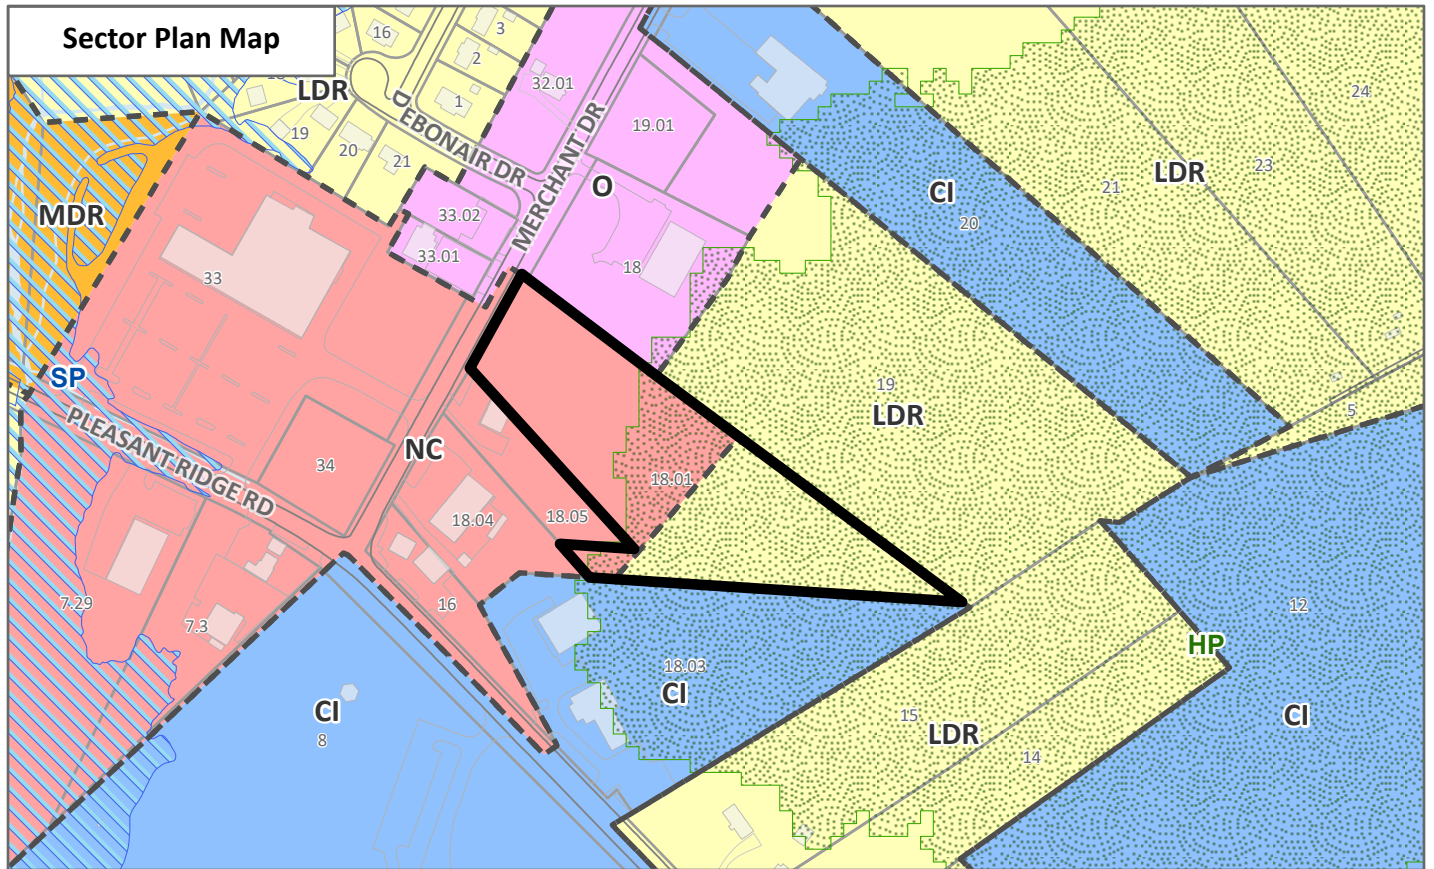 Sector Plan Map
16
3
2
1
LDR
19
20
21
DEBONAIR DR
32.01
MERCHANT DR
19.01
O
33.02
33.01
18
MDR
33
SP
PLEASANT RIDGE RD
34
NC
18.04
18.05
18.01
16
7.29
7.3
CI
8
18.03
CI
19
LDR
CI
20
21
LDR
23
24
5
12
HP
CI
15
LDR
14